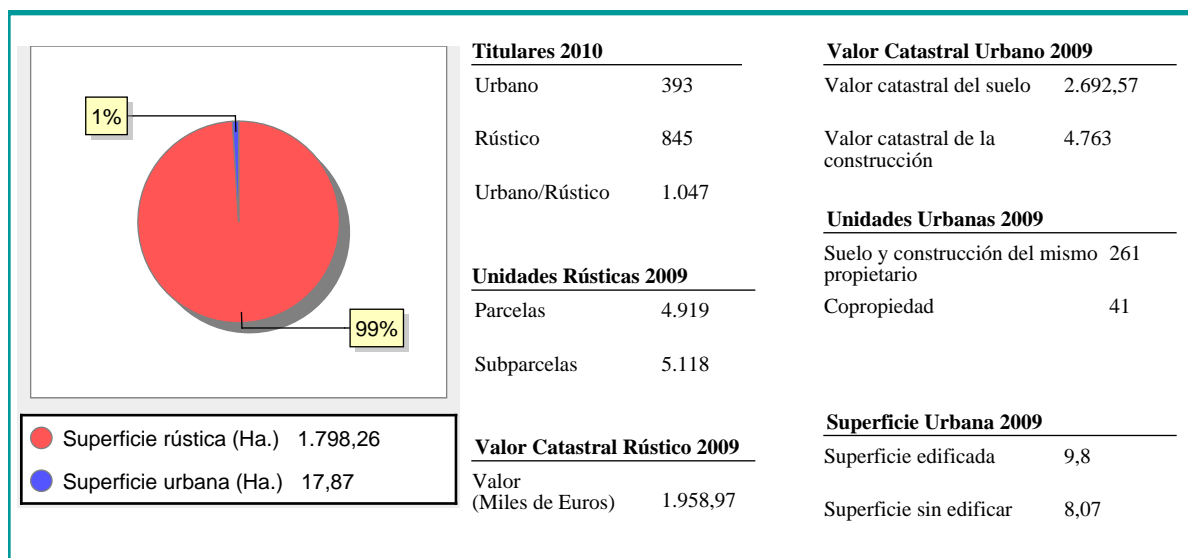 1%
99%
Superficie rústica (Ha.) 1.798,26
Superficie urbana (Ha.) 17,87
Titulares 2010
Urbano 393
Rústico 845
Urbano/Rústico 1.047
Unidades Rústicas 2009
Parcelas 4.919
Subparcelas 5.118
Valor Catastral Rústico 2009
Valor
(Miles de Euros) 1.958,97
Valor Catastral Urbano 2009
Valor catastral del suelo 2.692,57
Valor catastral de la
construcción 4.763
Unidades Urbanas 2009
Suelo y construcción del mismo 261
propietario
Copropiedad 41
Superficie Urbana 2009
Superficie edificada 9,8
Superficie sin edificar 8,07